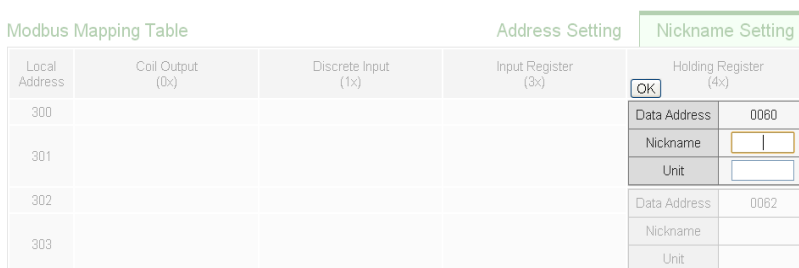 Modbus Mapping Table
Address Setting
Nickname Setting
Local Address
Coil Output (0x)
Discrete Input (1x)
Input Register (3x)
Holding Register (4x)
OK
300
Data Address 0060
301
Nickname
Unit
302
Data Address 0062
303
Nickname
Unit